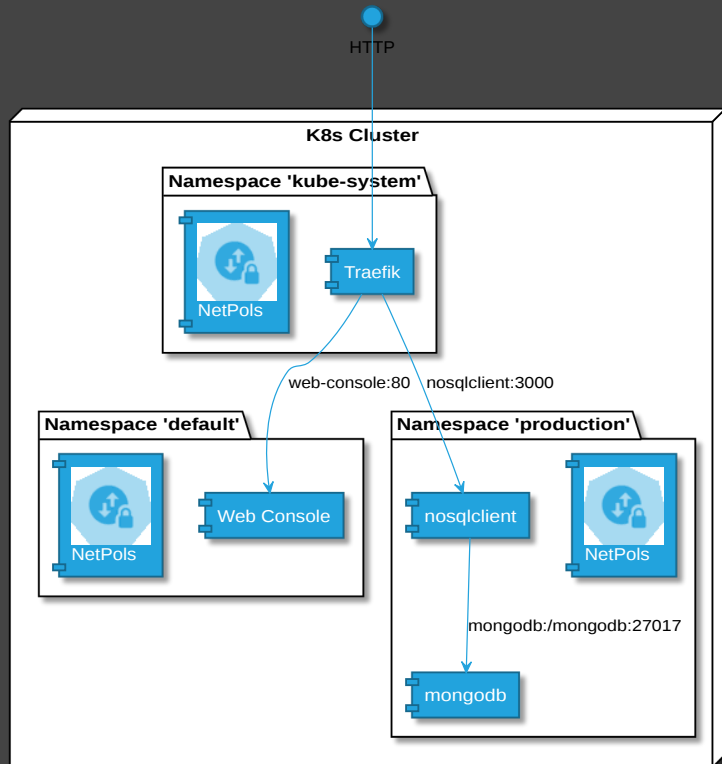 HTTP
K8s Cluster
Namespace 'kube-system'
NetPols
Traefik
web-console:80
nosqlclient:3000
Namespace 'default'
NetPols
Web Console
Namespace 'production'
nosqlclient
NetPols
mongodb:/mongodb:27017
mongodb